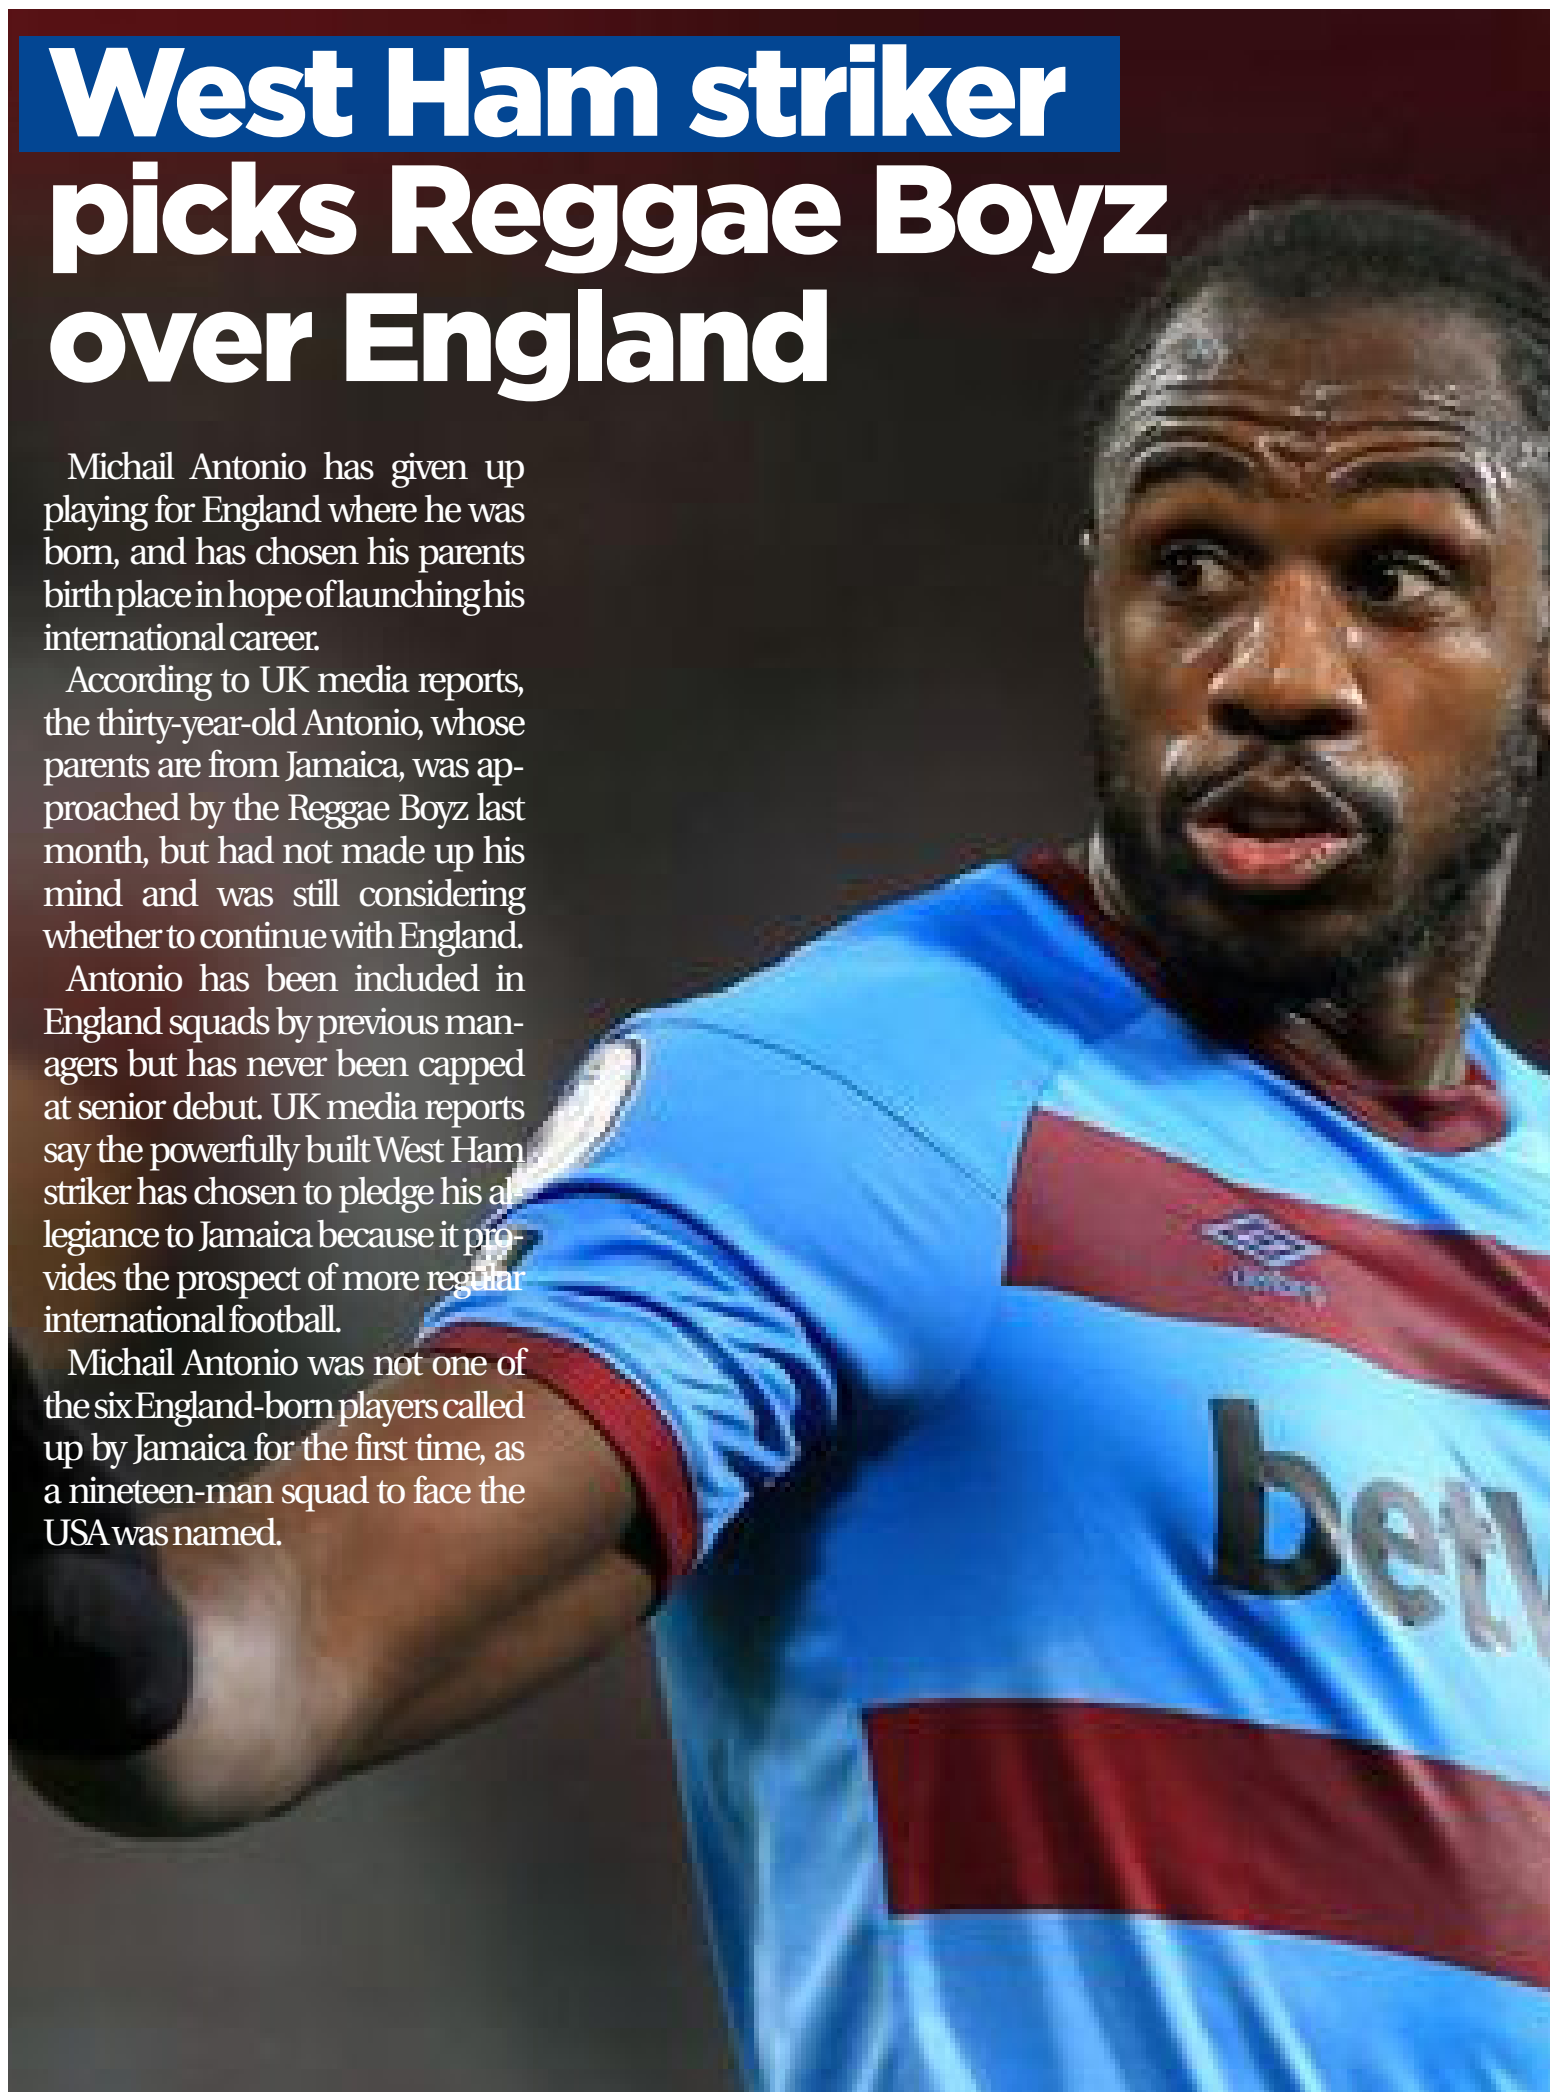 West Ham striker
picks Reggae Boyz
over England
Michail Antonio has given up
playing for England where he was
born, and has chosen his parents
birth place in hope of launching his
international career.
According to UK media reports,
the thirty-year-old Antonio, whose
parents are from Jamaica, was ap-
proached by the Reggae Boyz last
month, but had not made up his
mind and was still considering
whether to continue with England.
Antonio has been included in
England squads by previous man-
agers but has never been capped
at senior debut. UK media reports
say the powerfully built West Ham
striker has chosen to pledge his al-
legiance to Jamaica because it pro-
vides the prospect of more regular
international football.
Michail Antonio was not one of
the six England-born players called
up by Jamaica for the first time, as
a nineteen-man squad to face the
USA was named.